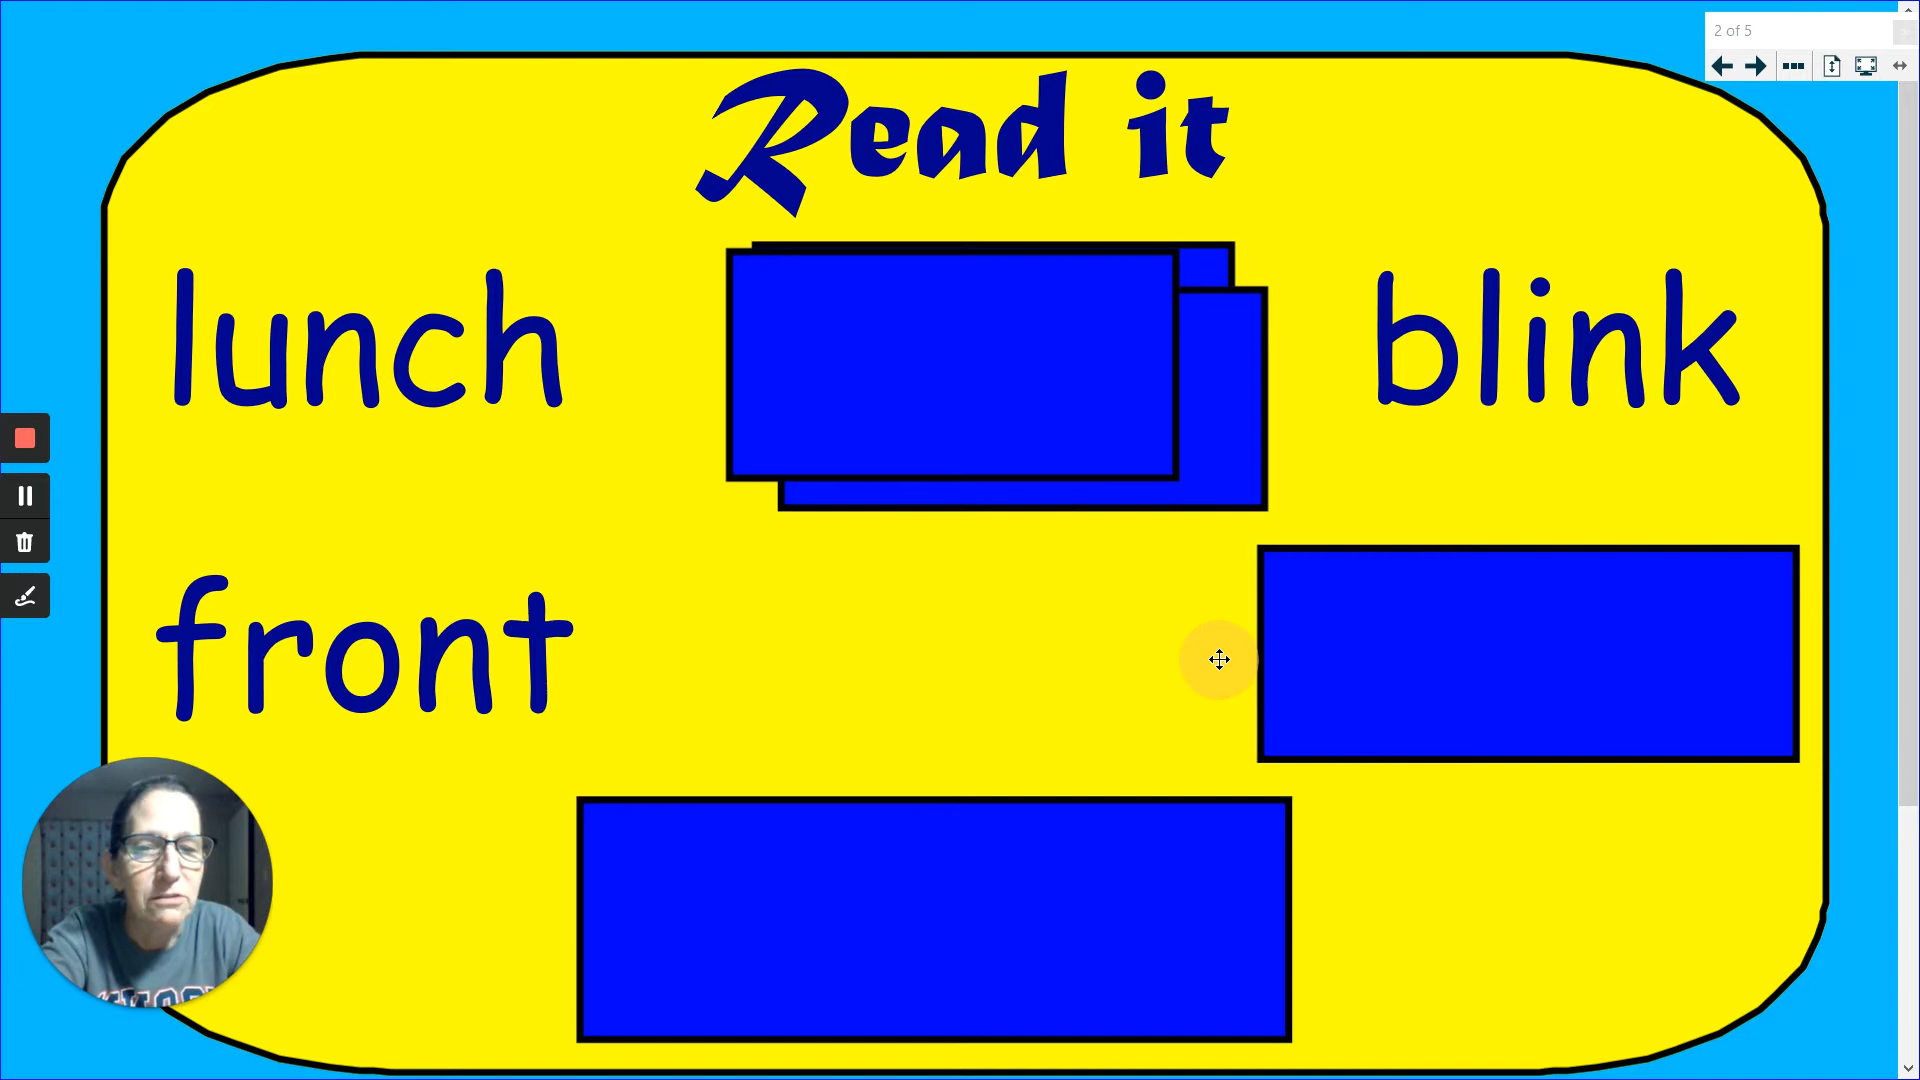 2 of 5
Read it
lunch blink
front